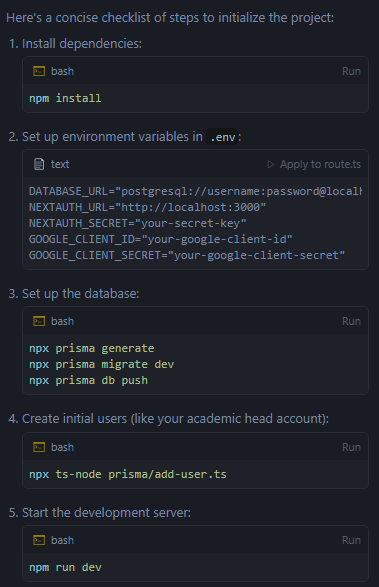 Here's a concise checklist of steps to initialize the project:
1. Install dependencies:
bash Run
npm install
2. Set up environment variables in .env:
text Apply to route.ts
DATABASE_URL="postgresql://username:password@localh
NEXTAUTH_URL="http://localhost:3000"
NEXTAUTH_SECRET="your-secret-key"
GOOGLE_CLIENT_ID="your-google-client-id"
GOOGLE_CLIENT_SECRET="your-google-client-secret"
3. Set up the database:
bash Run
npx prisma generate
npx prisma migrate dev
npx prisma db push
4. Create initial users (like your academic head account):
bash Run
npx ts-node prisma/add-user.ts
5. Start the development server:
bash Run
npm run dev